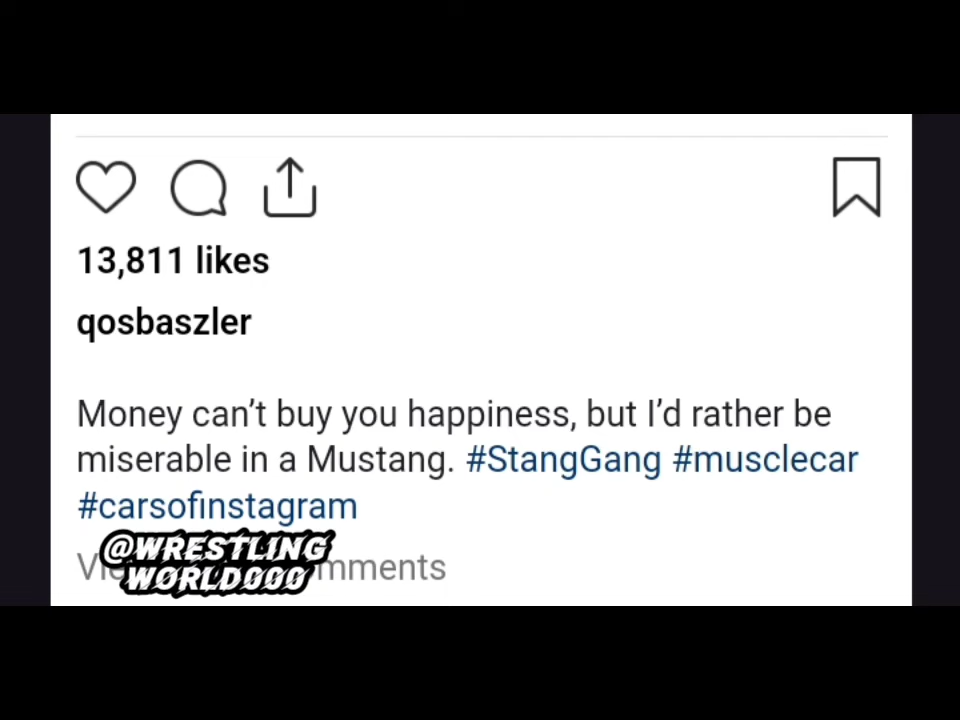 13,811 likes
qosbaszler
Money can’t buy you happiness, but I’d rather be
miserable in a Mustang. #StangGang #musclecar
#carsofinstagram
@WRESTLING
WORLD000